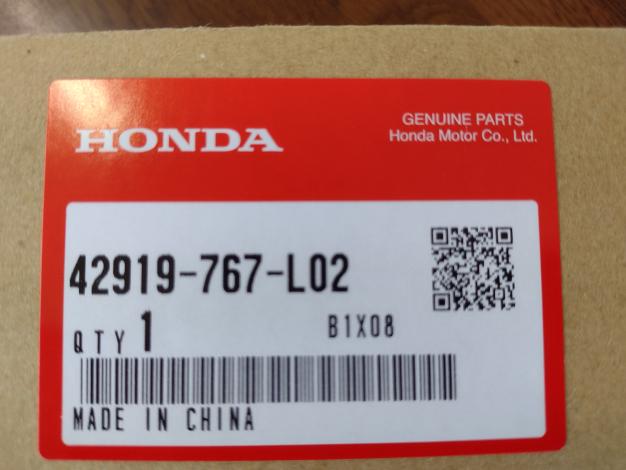 HONDA
GENUINE PARTS
Honda Motor Co., Ltd.
42919-767-L02
QTY 1
B1X08
MADE IN CHINA